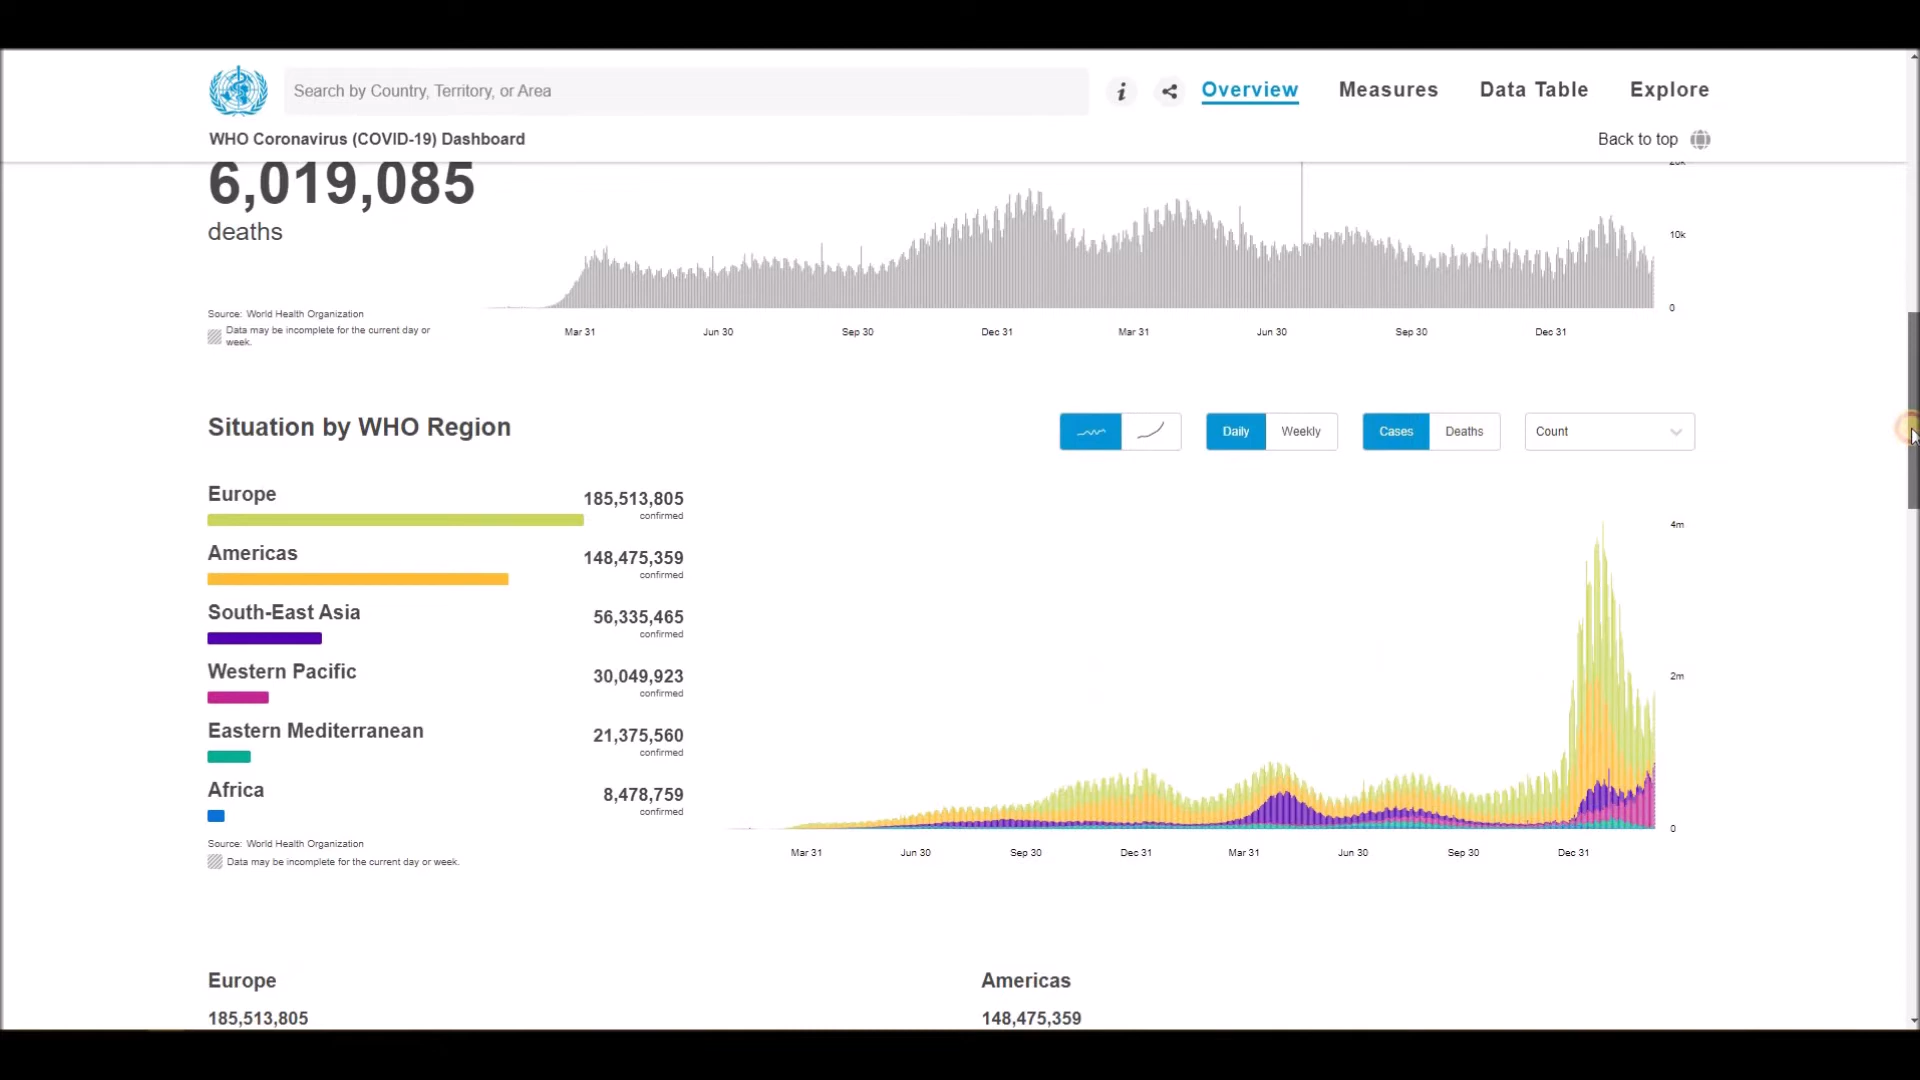 Search by Country, Territory, or Area
i
Overview
Measures
Data Table
Explore
WHO Coronavirus (COVID-19) Dashboard
Back to top
6,019,085
deaths
10k
0
Mar 31
Jun 30
Sep 30
Dec 31
Mar 31
Jun 30
Sep 30
Dec 31
Source: World Health Organization
Data may be incomplete for the current day or
week.
Situation by WHO Region
Daily
Weekly
Cases
Deaths
Count
Europe
185,513,805
confirmed
Americas
148,475,359
confirmed
South-East Asia
56,335,465
confirmed
Western Pacific
30,049,923
confirmed
Eastern Mediterranean
21,375,560
confirmed
Africa
8,478,759
confirmed
Source: World Health Organization
Data may be incomplete for the current day or week.
4m
2m
0
Mar 31
Jun 30
Sep 30
Dec 31
Mar 31
Jun 30
Sep 30
Dec 31
Europe
185,513,805
Americas
148,475,359